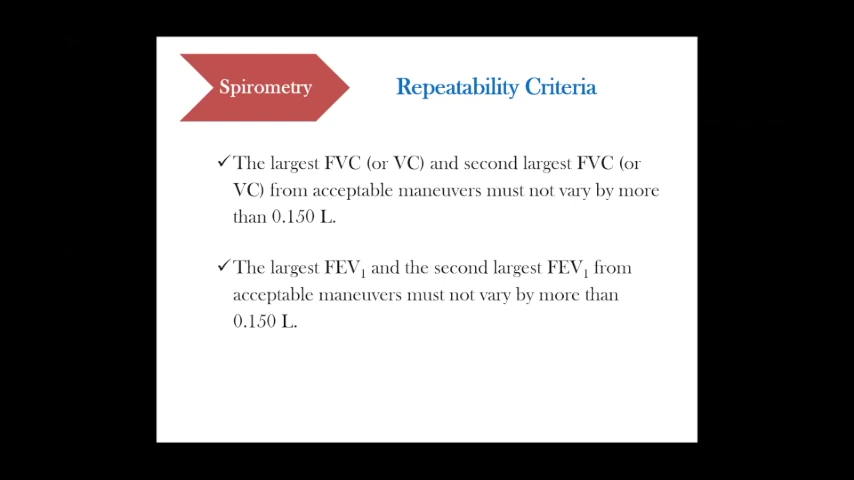 Spirometry
Repeatability Criteria
✓The largest FVC (or VC) and second largest FVC (or
VC) from acceptable maneuvers must not vary by more
than 0.150 L.
✓The largest FEV₁ and the second largest FEV₁ from
acceptable maneuvers must not vary by more than
0.150 L.